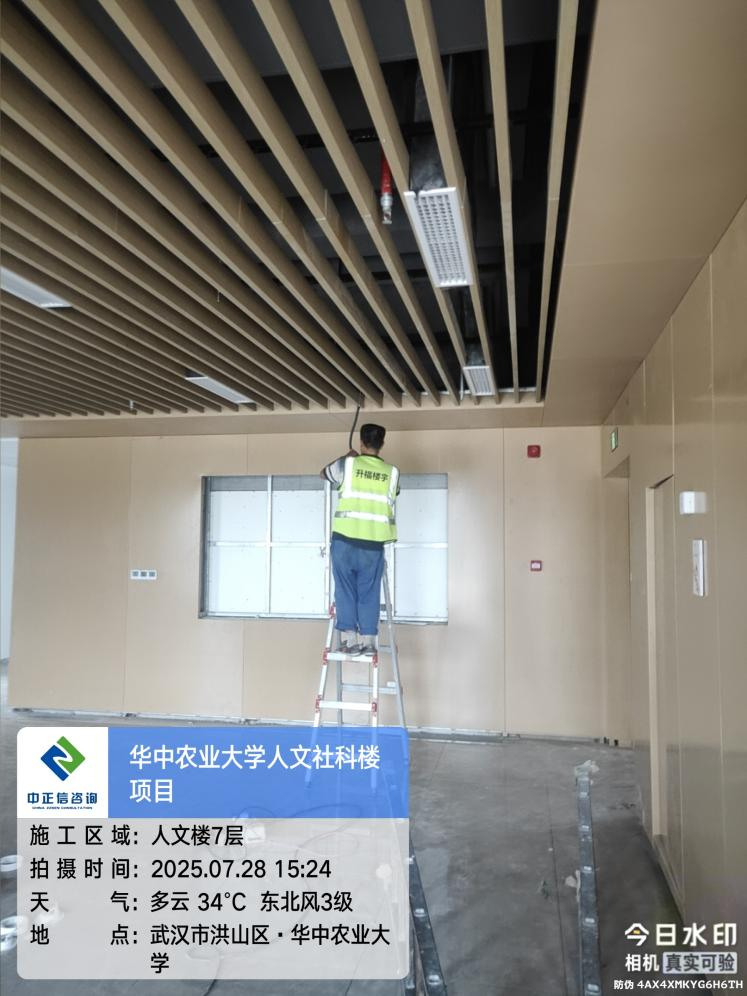 升福楼宇
中正信咨询
CHINA ZOSEN CONSULTATION
华中农业大学人文社科楼
项目
施工区域：人文楼7层
拍摄时间：2025.07.28 15:24
天气：多云 34℃ 东北风3级
地点：武汉市洪山区·华中农业大
学
今日水印
相机 真实可验
防伪 4AX4XMKYG6H6TH